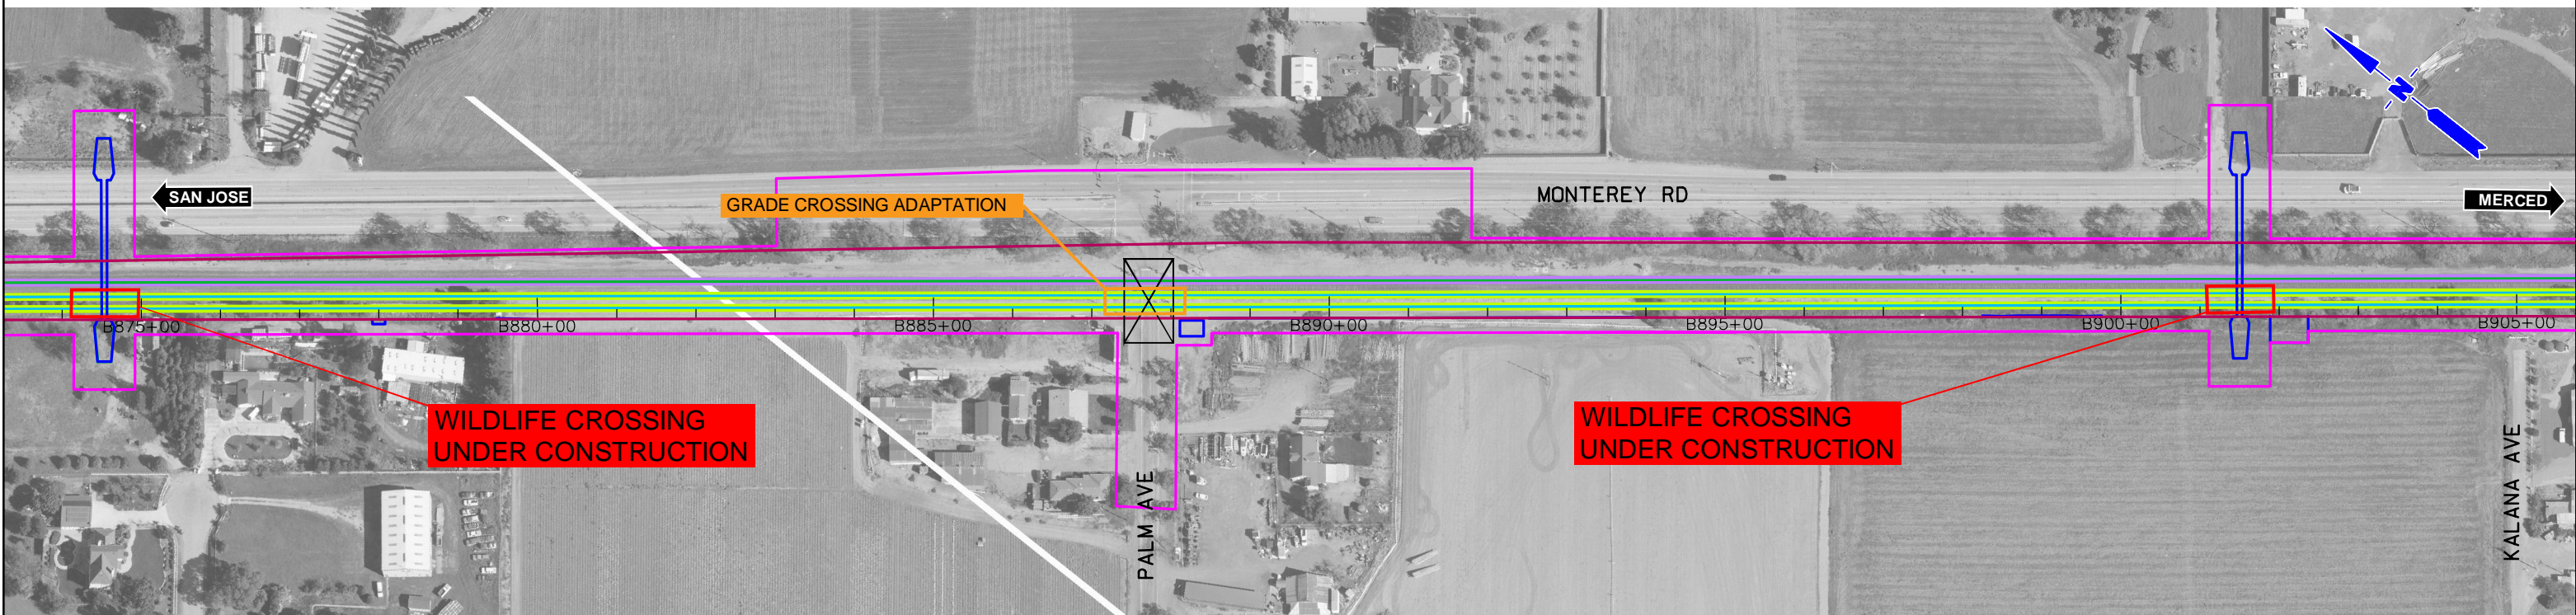 SAN JOSE
GRADE CROSSING ADAPTATION
MONTEREY RD
MERCED
N
B875+00
B880+00
B885+00
B890+00
B895+00
B900+00
B905+00
WILDLIFE CROSSING
UNDER CONSTRUCTION
WILDLIFE CROSSING
UNDER CONSTRUCTION
PALM AVE
KALANA AVE